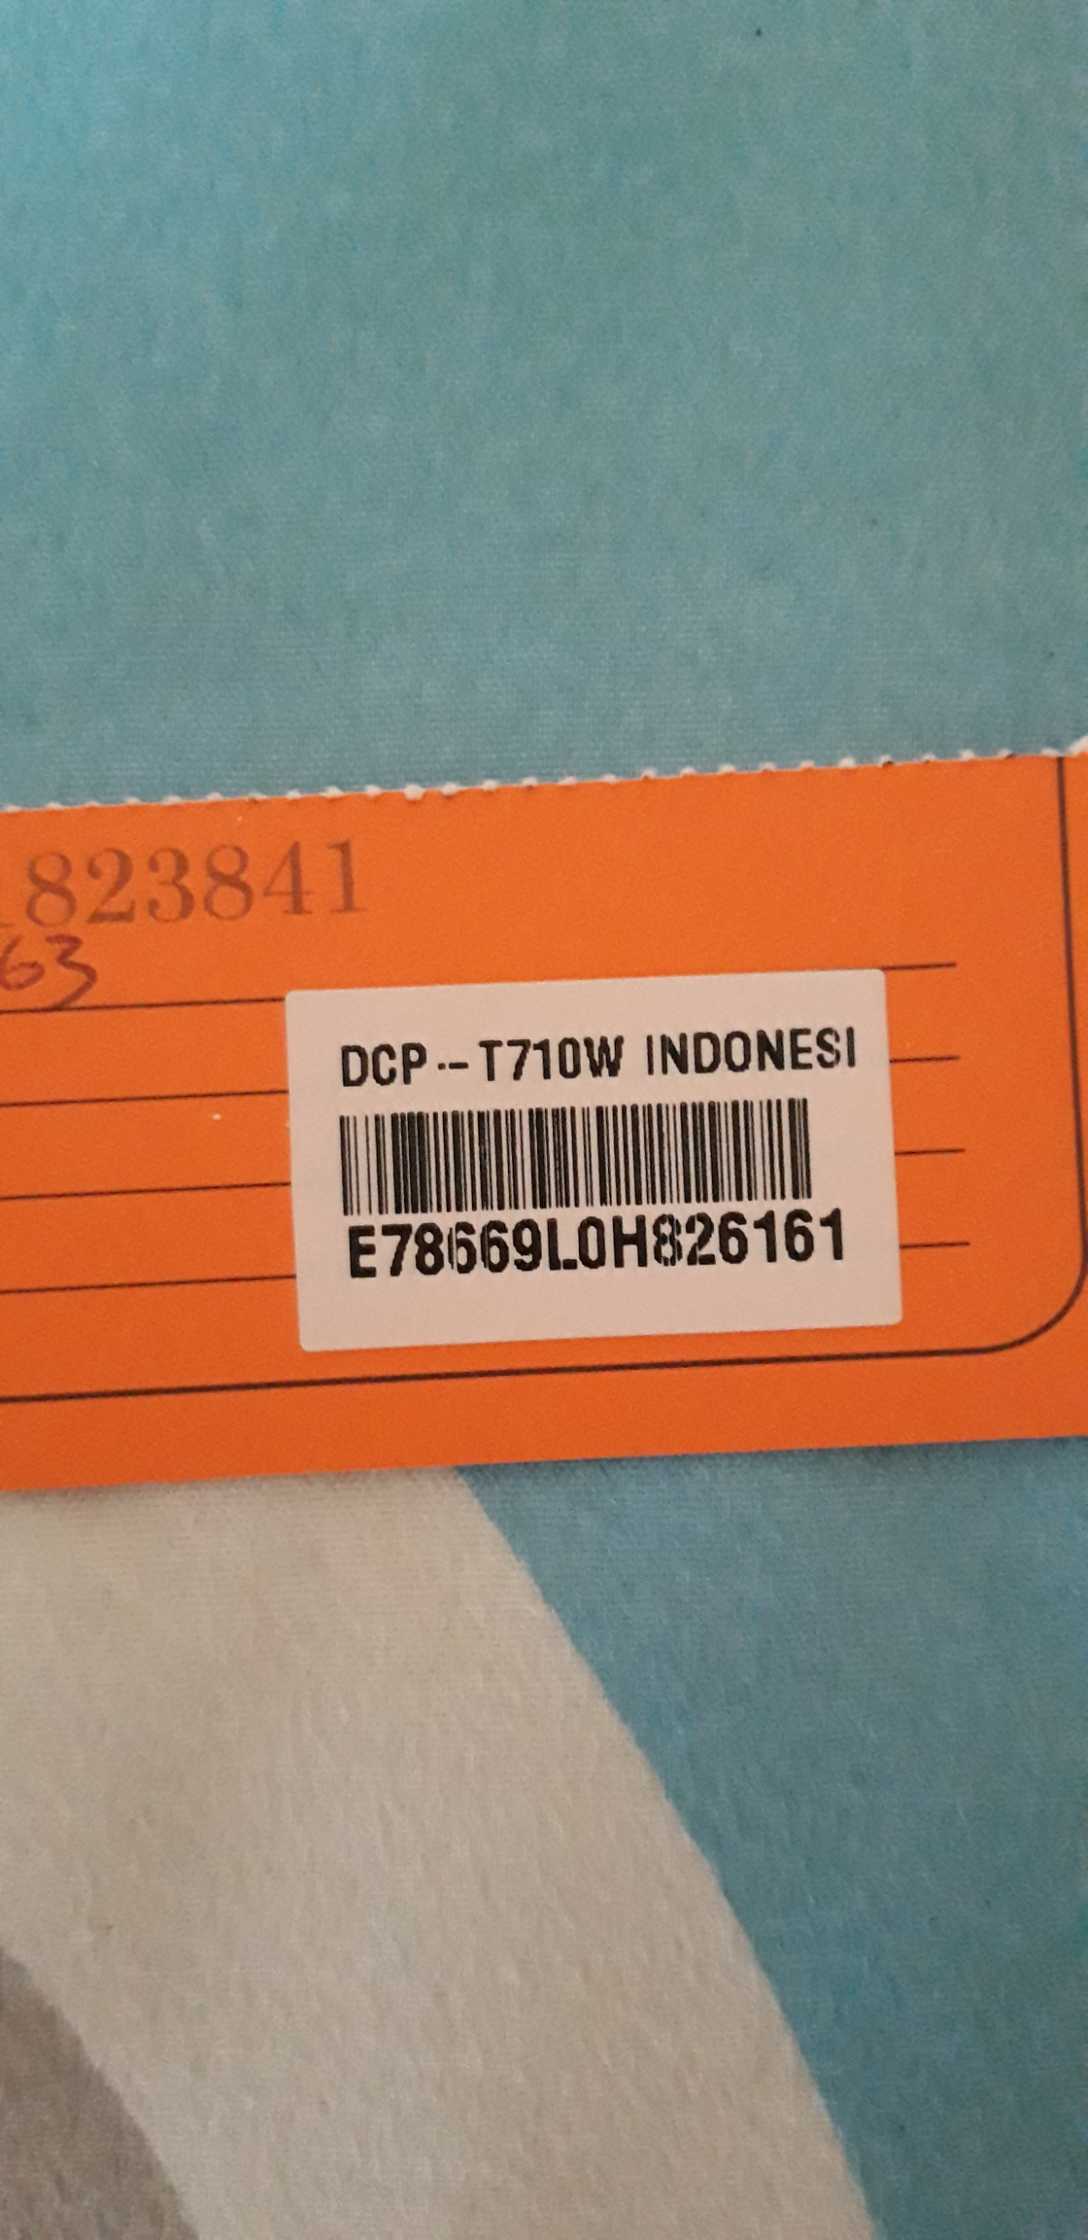 1823841
63
DCP-T710W INDONESI
E78669L0H826161